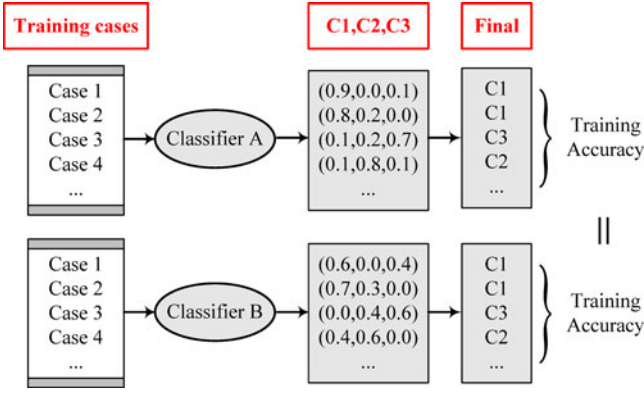 Training cases
C1,C2,C3
Final
Case 1
Case 2
Case 3
Case 4
...
Classifier A
(0.9,0.0,0.1)
(0.8,0.2,0.0)
(0.1,0.2,0.7)
(0.1,0.8,0.1)
...
C1
C1
C3
C2
...
Training
Accuracy
=
Case 1
Case 2
Case 3
Case 4
...
Classifier B
(0.6,0.0,0.4)
(0.7,0.3,0.0)
(0.0,0.4,0.6)
(0.4,0.6,0.0)
...
C1
C1
C3
C2
...
Training
Accuracy